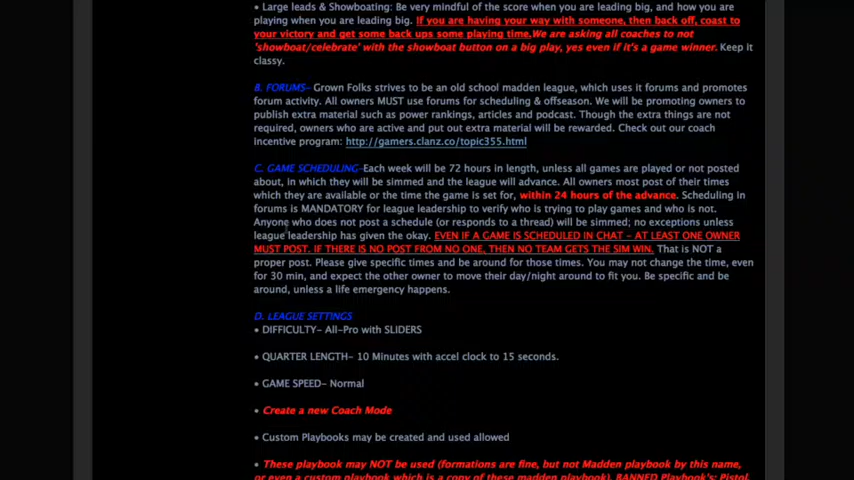 • Large leads & Showboating: Be very mindful of the score when you are leading big, and how you are
playing when you are leading big. If you are having your way with someone, then back off, coast to
your victory and get some back ups some playing time.We are asking all coaches to not
'showboat/celebrate' with the showboat button on a big play, yes even if it's a game winner. Keep it
classy.
B. FORUMS- Grown Folks strives to be an old school madden league, which uses it forums and promotes
forum activity. All owners MUST use forums for scheduling & offseason. We will be promoting owners to
publish extra material such as power rankings, articles and podcast. Though the extra things are not
required, owners who are active and put out extra material will be rewarded. Check out our coach
incentive program: http://gamers.clanz.co/topic355.html
C. GAME SCHEDULING-Each week will be 72 hours in length, unless all games are played or not posted
about, in which they will be simmed and the league will advance. All owners most post of their times
which they are available or the time the game is set for, within 24 hours of the advance. Scheduling in
forums is MANDATORY for league leadership to verify who is trying to play games and who is not.
Anyone who does not post a schedule (or responds to a thread) will be simmed; no exceptions unless
league leadership has given the okay. EVEN IF A GAME IS SCHEDULED IN CHAT - AT LEAST ONE OWNER
MUST POST. IF THERE IS NO POST FROM NO ONE, THEN NO TEAM GETS THE SIM WIN. That is NOT a
proper post. Please give specific times and be around for those times. You may not change the time, even
for 30 min, and expect the other owner to move their day/night around to fit you. Be specific and be
around, unless a life emergency happens.
D. LEAGUE SETTINGS
• DIFFICULTY- All-Pro with SLIDERS
• QUARTER LENGTH- 10 Minutes with accel clock to 15 seconds.
• GAME SPEED- Normal
• Create a new Coach Mode
• Custom Playbooks may be created and used allowed
• These playbook may NOT be used (formations are fine, but not Madden playbook by this name,
or even a custom playbook which is a copy of these madden playbook). BANNED Playbook's: Pistol,